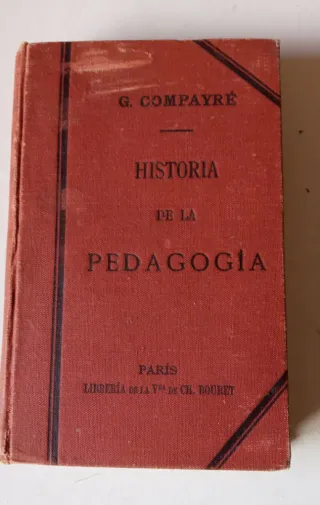 G. COMPAYRÉ
HISTORIA
DE LA
PEDAGOGÍA
PARÍS
LIBRERÍA DE LA Vda DE CH. BOURET